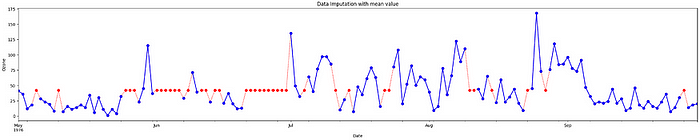 Data Imputation with mean value
175
150
125
100
75
50
25
0
Ozone
May
1976
Jun
Jul
Aug
Sep
Date